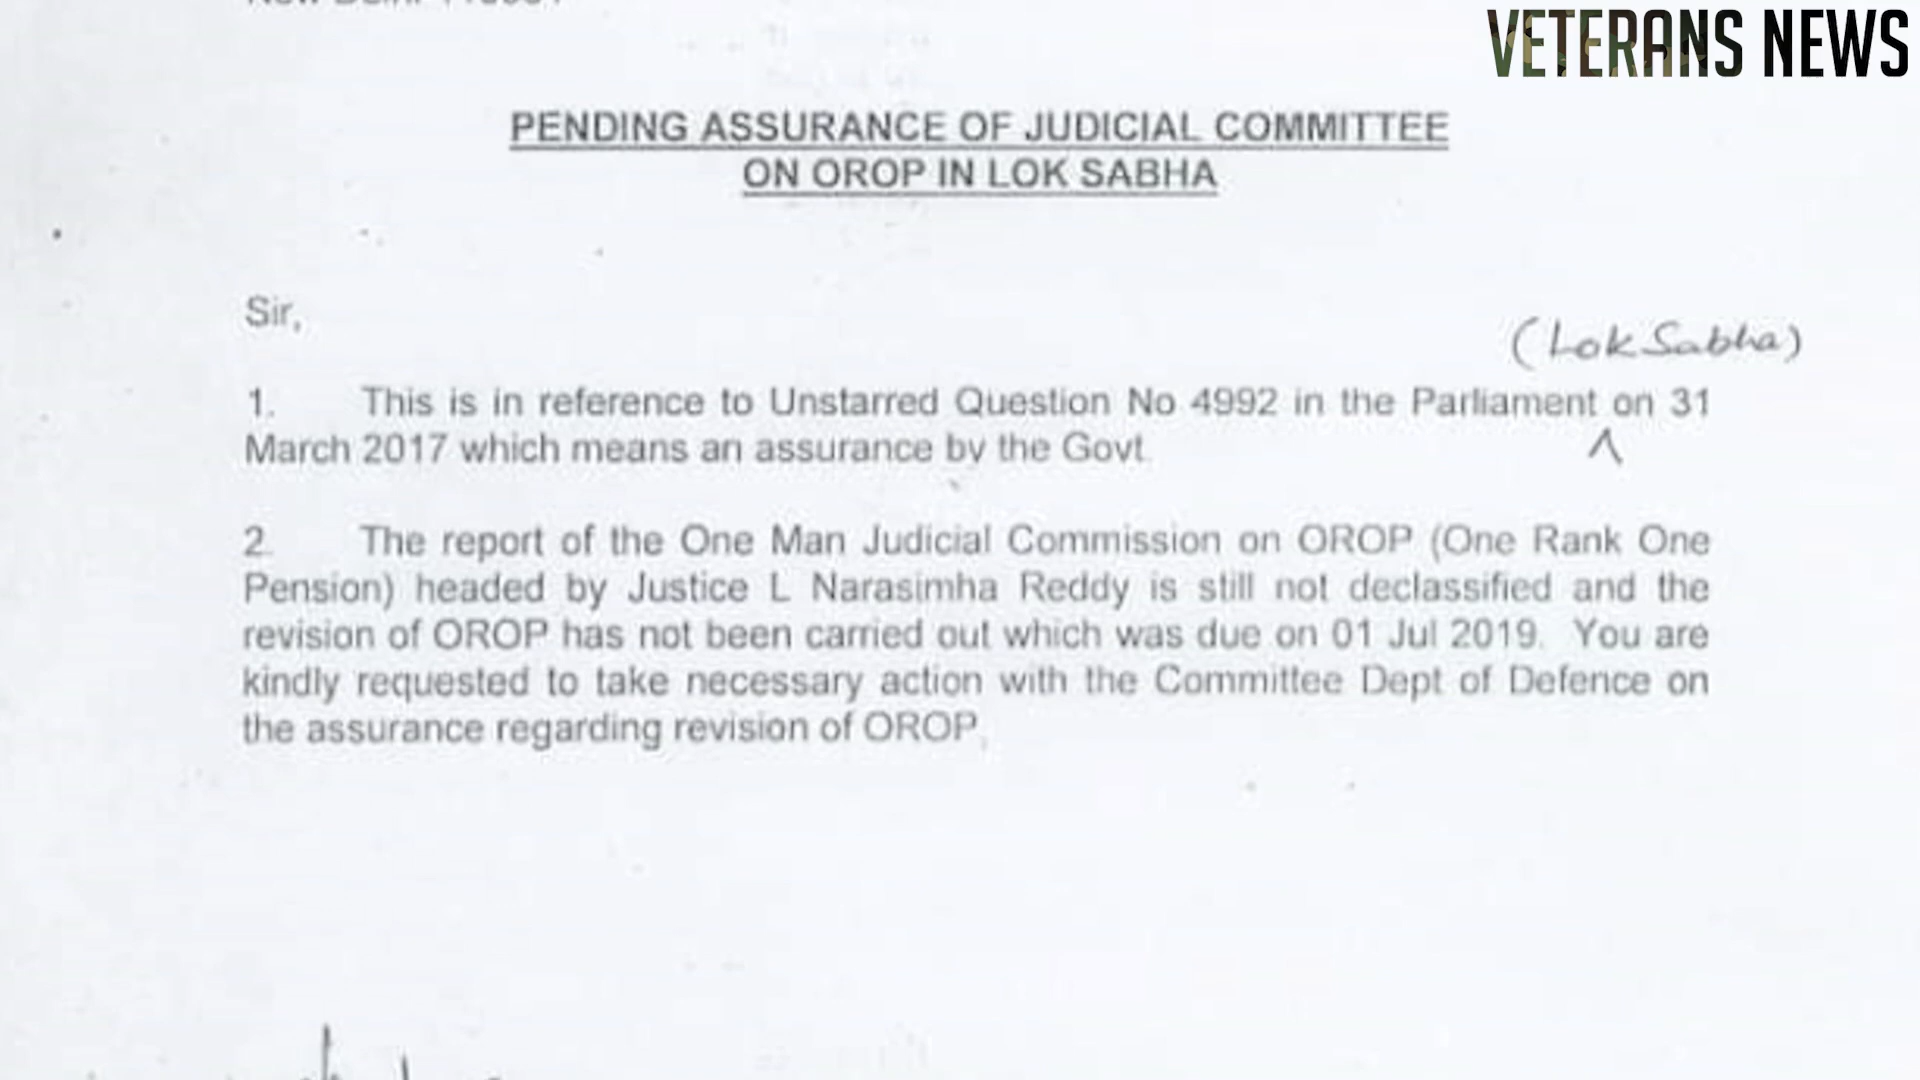 VETERANS NEWS
PENDING ASSURANCE OF JUDICIAL COMMITTEE
ON OROP IN LOK SABHA
Sir,
(Lok Sabha)
1. This is in reference to Unstarred Question No 4992 in the Parliament on 31
March 2017 which means an assurance by the Govt.
2. The report of the One Man Judicial Commission on OROP (One Rank One
Pension) headed by Justice L Narasimha Reddy is still not declassified and the
revision of OROP has not been carried out which was due on 01 Jul 2019. You are
kindly requested to take necessary action with the Committee Dept of Defence on
the assurance regarding revision of OROP.